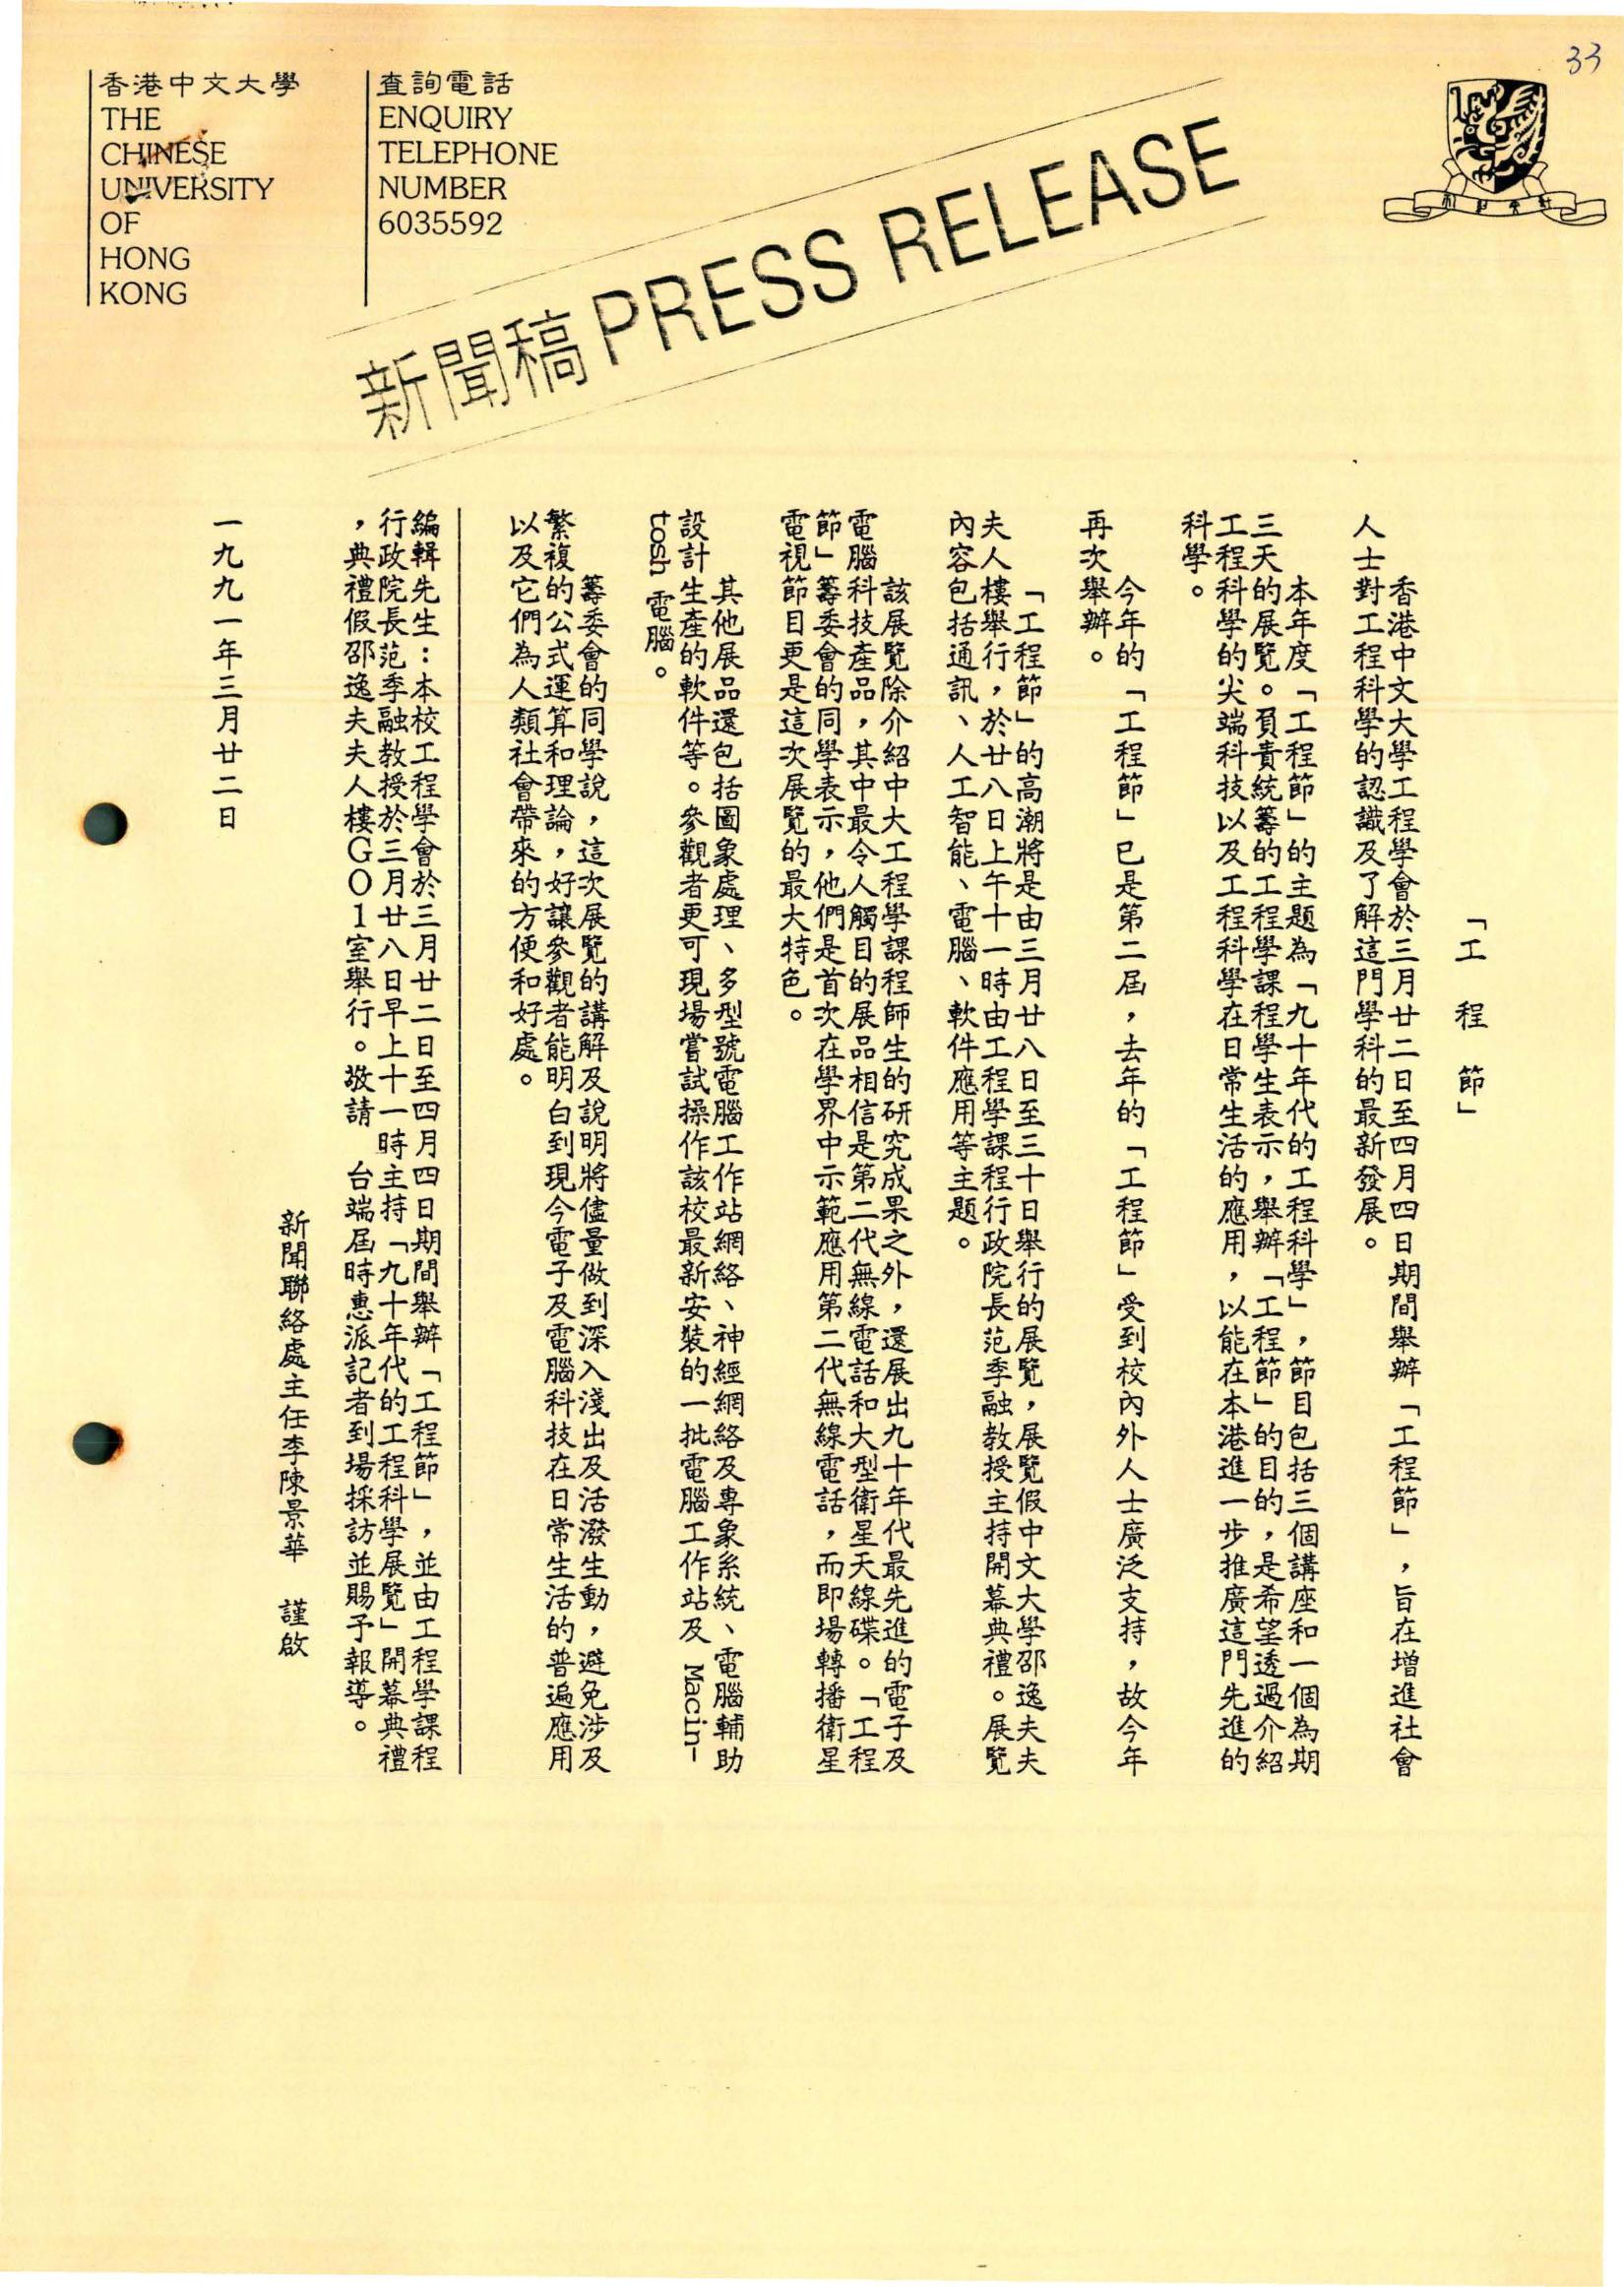 33
香港中文大學
THE
CHINESE
UNIVERSITY
OF
HONG
KONG
查詢電話
ENQUIRY
TELEPHONE
NUMBER
6035592
新聞稿 PRESS RELEASE
「工程節」
香港中文大學工程學會於三月廿二日至四月四日期間舉辦「工程節」，旨在增進社會
人士對工程科學的認識及了解這門學科的最新發展。
本年度「工程節」的主題為「九十年代的工程科學」，節目包括三個講座和一個為期
三天的展覽。負責統籌的工程學課程學生表示，舉辦「工程節」的目的，是希望透過介紹
工程科學的尖端科技以及工程科學在日常生活的應用，以能在本港進一步推廣這門先進的
科學。
今年的「工程節」已是第二屆，去年的「工程節」受到校內外人士廣泛支持，故今年
再次舉辦。
「工程節」的高潮將是由三月廿八日至三十日舉行的展覽，展覽假中文大學邵逸夫夫
夫人樓舉行，於廿八日上午十一時由工程學課程行政院長范季融教授主持開幕典禮。展覽
內容包括通訊、人工智能、電腦、軟件應用等主題。
該展覽除介紹中大工程學課程師生的研究成果之外，還展出九十年代最先進的電子及
電腦科技產品，其中最令人觸目的展品相信是第二代無線電話和大型衛星天線碟。「工程
節」籌委會的同學表示，他們是首次在學界中示範應用第二代無線電話，而即場轉播衛星
電視節目更是這次展覽的最大特色。
其他展品還包括圖象處理、多型號電腦工作站網絡、神經網絡及專象系統、電腦輔助
設計生產的軟件等。參觀者更可現場嘗試操作該校最新安裝的一批電腦工作站及 Macin-
tosh 電腦。
籌委會的同學說，這次展覽的講解及說明將儘量做到深入淺出及活潑生動，避免涉及
繁複的公式運算和理論，好讓參觀者能明白到現今電子及電腦科技在日常生活的普遍應用
以及它們為人類社會帶來的方便和好處。
編輯先生：本校工程學會於三月廿二日至四月四日期間舉辦「工程節」，並由工程學課程
行政院長范季融教授於三月廿八日早上十一時主持「九十年代的工程科學展覽」開幕典禮
，典禮假邵逸夫夫人樓GO1室舉行。敬請　台端屆時惠派記者到場採訪並賜予報導。
新聞聯絡處主任李陳景華　謹啟
一九九一年三月廿二日